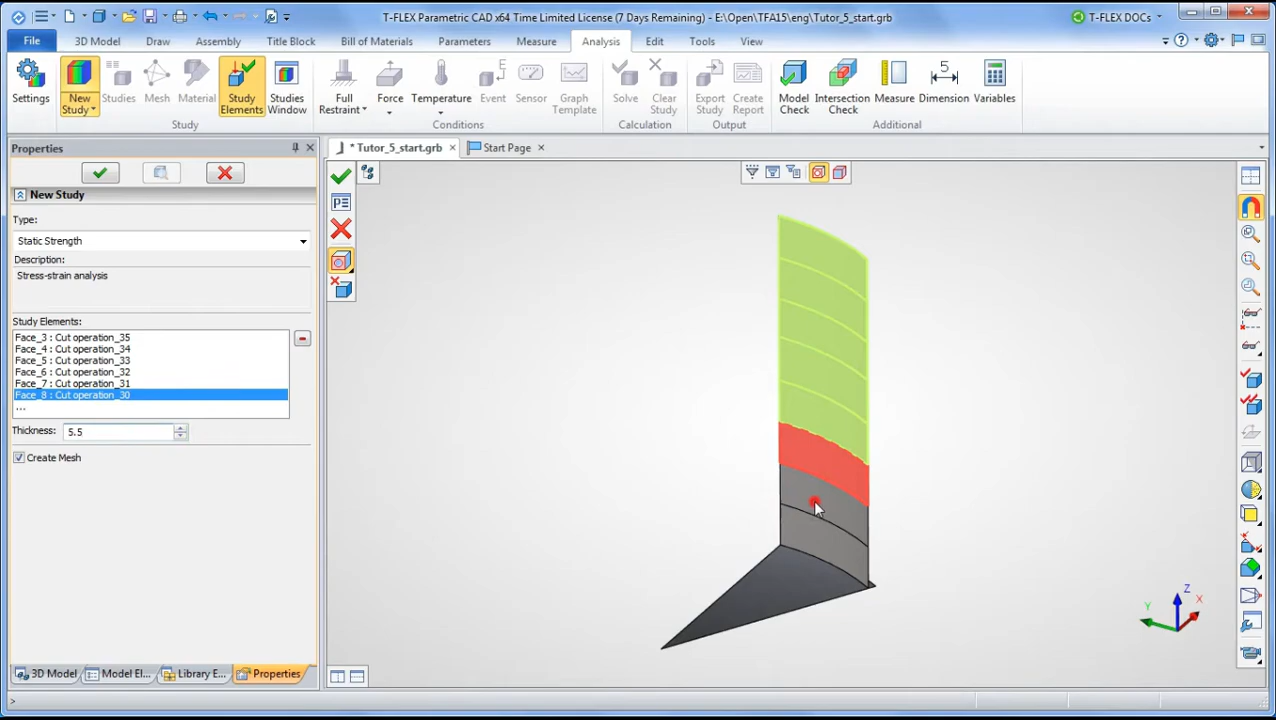 T-FLEX Parametric CAD x64 Time Limited License (7 Days Remaining) - E:\Open\TFA15\eng\Tutor_5_start.grb
T-FLEX DOCs
File
3D Model
Draw
Assembly
Title Block
Bill of Materials
Parameters
Measure
Analysis
Edit
Tools
View
Settings
New
Study
Studies
Mesh
Material
Study
Elements
Studies
Window
Full
Restraint
Force
Temperature
Event
Sensor
Graph
Template
Solve
Clear
Study
Export
Study
Create
Report
Model
Check
Intersection
Check
Measure
5
Dimension
Variables
Study
Conditions
Calculation
Output
Additional
Properties
* Tutor_5_start.grb
Start Page
New Study
Type:
Static Strength
Description:
Stress-strain analysis
Study Elements:
Face_3 : Cut operation_35
Face_4 : Cut operation_34
Face_5 : Cut operation_33
Face_6 : Cut operation_32
Face_7 : Cut operation_31
Face_8 : Cut operation_30
...
Thickness:
5.5
Create Mesh
Z
Y
X
3D Model
Model El...
Library E...
Properties
>